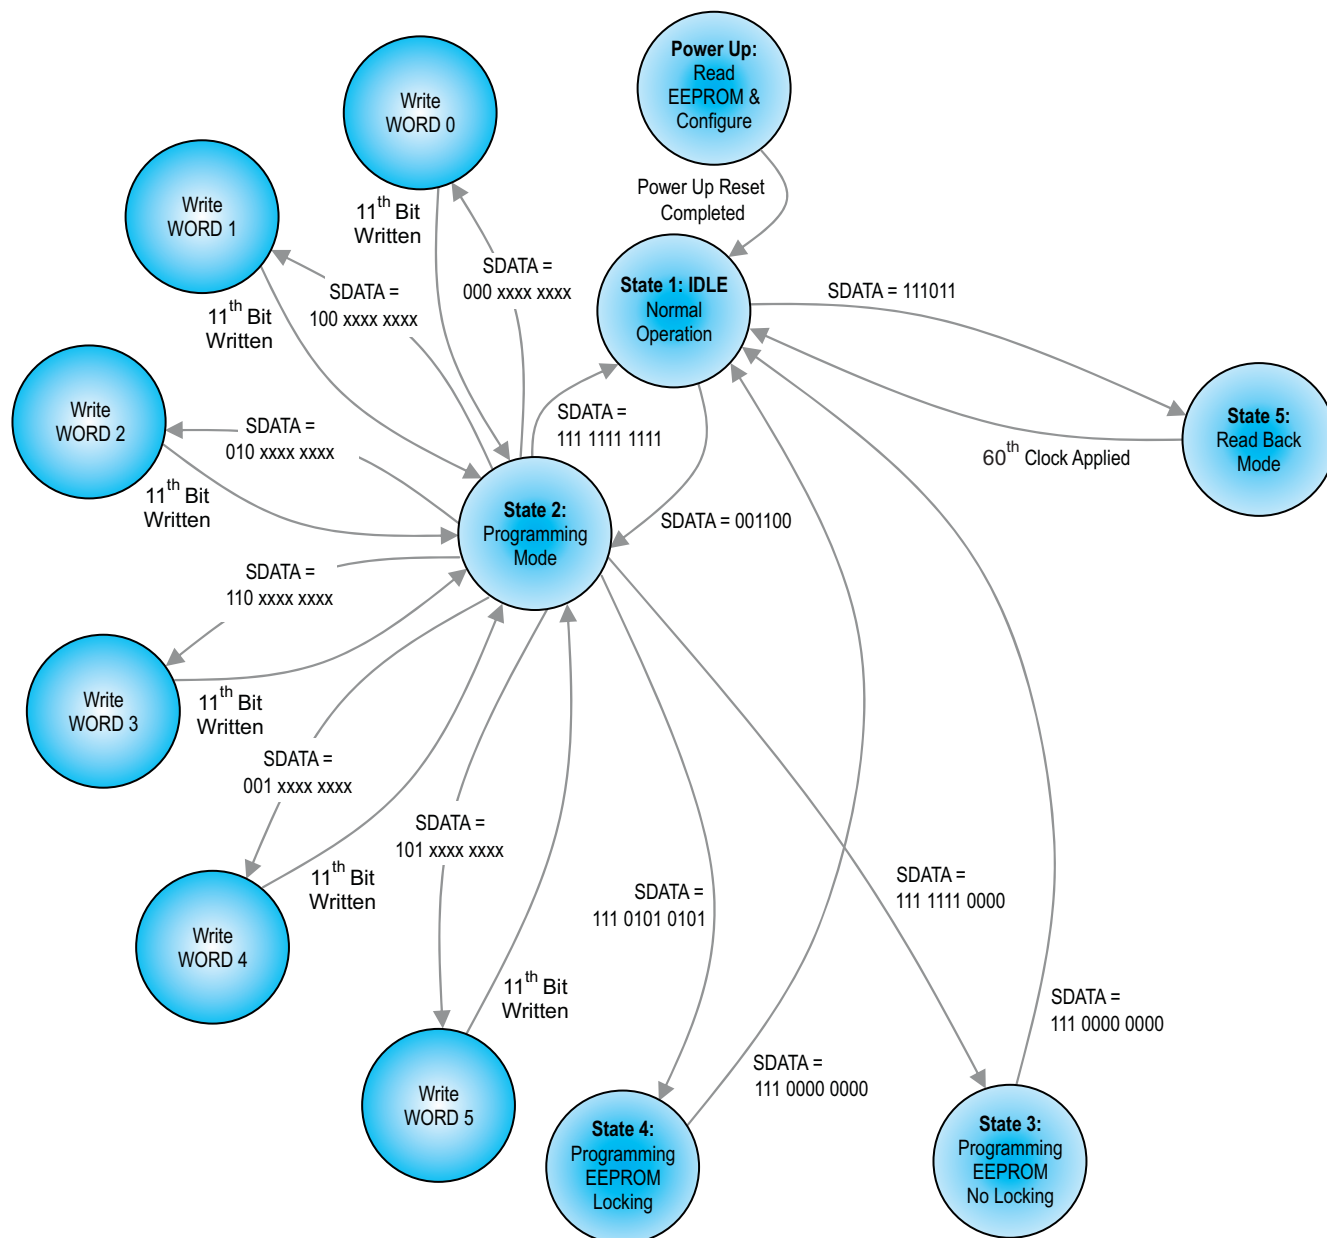 Power Up:
Read
EEPROM &
Configure
Write
WORD 0
Write
WORD 1
11th Bit
Written
Power Up Reset
Completed
SDATA =
000 xxxx xxxx
State 1: IDLE
Normal
Operation
SDATA = 111011
SDATA =
100 xxxx xxxx
11th Bit
Written
Write
WORD 2
SDATA =
010 xxxx xxxx
SDATA =
111 1111 1111
State 5:
Read Back
Mode
60th Clock Applied
11th Bit
Written
State 2:
Programming
Mode
SDATA = 001100
SDATA =
110 xxxx xxxx
Write
WORD 3
11th Bit
Written
SDATA =
001 xxxx xxxx
SDATA =
101 xxxx xxxx
11th Bit
Written
SDATA =
111 0101 0101
SDATA =
111 1111 0000
Write
WORD 4
11th Bit
Written
SDATA =
111 0000 0000
SDATA =
111 0000 0000
Write
WORD 5
State 4:
Programming
EEPROM
Locking
State 3:
Programming
EEPROM
No Locking